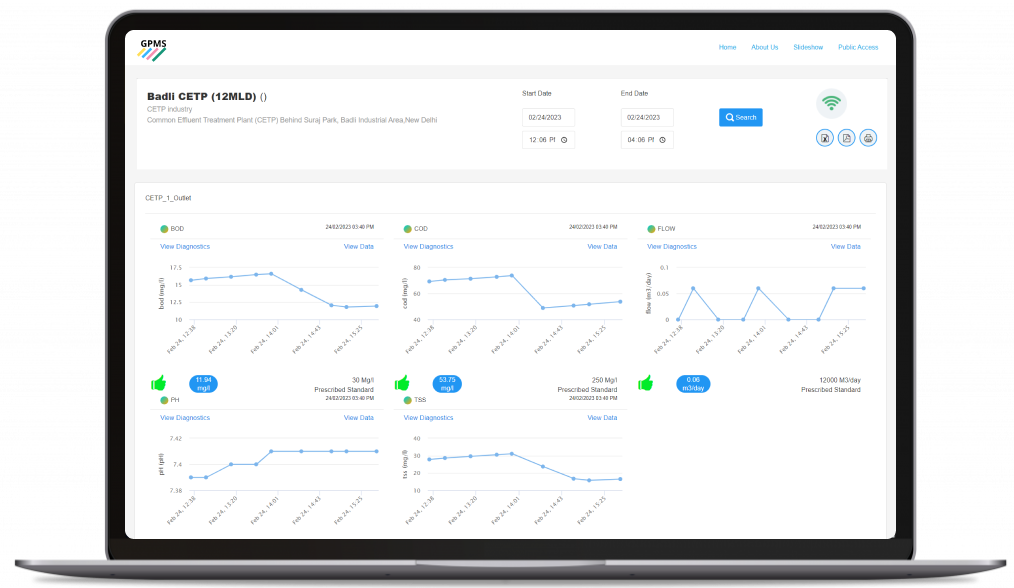 GPMS
Home About Us Slideshow Public Access
Badli CETP (12MLD) ()
CETP Industry
Common Effluent Treatment Plant (CETP) Behind Suraj Park, Badli Industrial Area,New Delhi
Start Date
End Date
02/24/2023
02/24/2023
12:06 PM
04:06 PM
Search
CETP_1_Outlet
BOD 24/02/2023 03:40 PM
View Diagnostics View Data
bod (mg/l)
17.5
15
12.5
10
Feb 24, 12:38
Feb 24, 13:20
Feb 24, 14:01
Feb 24, 14:43
Feb 24, 15:25
11.94
mg/l
30 Mg/l
Prescribed Standard
COD 24/02/2023 03:40 PM
View Diagnostics View Data
cod (mg/l)
80
60
40
Feb 24, 12:38
Feb 24, 13:20
Feb 24, 14:01
Feb 24, 14:43
Feb 24, 15:25
53.75
mg/l
250 Mg/l
Prescribed Standard
FLOW 24/02/2023 03:40 PM
View Diagnostics View Data
flow (m3/day)
0.1
0.05
0
Feb 24, 12:38
Feb 24, 13:20
Feb 24, 14:01
Feb 24, 14:43
Feb 24, 15:25
0.06
m3/day
12000 M3/day
Prescribed Standard
PH 24/02/2023 03:40 PM
View Diagnostics View Data
pH (pH)
7.42
7.4
7.38
Feb 24, 12:38
Feb 24, 13:20
Feb 24, 14:01
Feb 24, 14:43
Feb 24, 15:25
TSS 24/02/2023 03:40 PM
View Diagnostics View Data
tss (mg/l)
40
30
20
10
Feb 24, 12:38
Feb 24, 13:20
Feb 24, 14:01
Feb 24, 14:43
Feb 24, 15:25